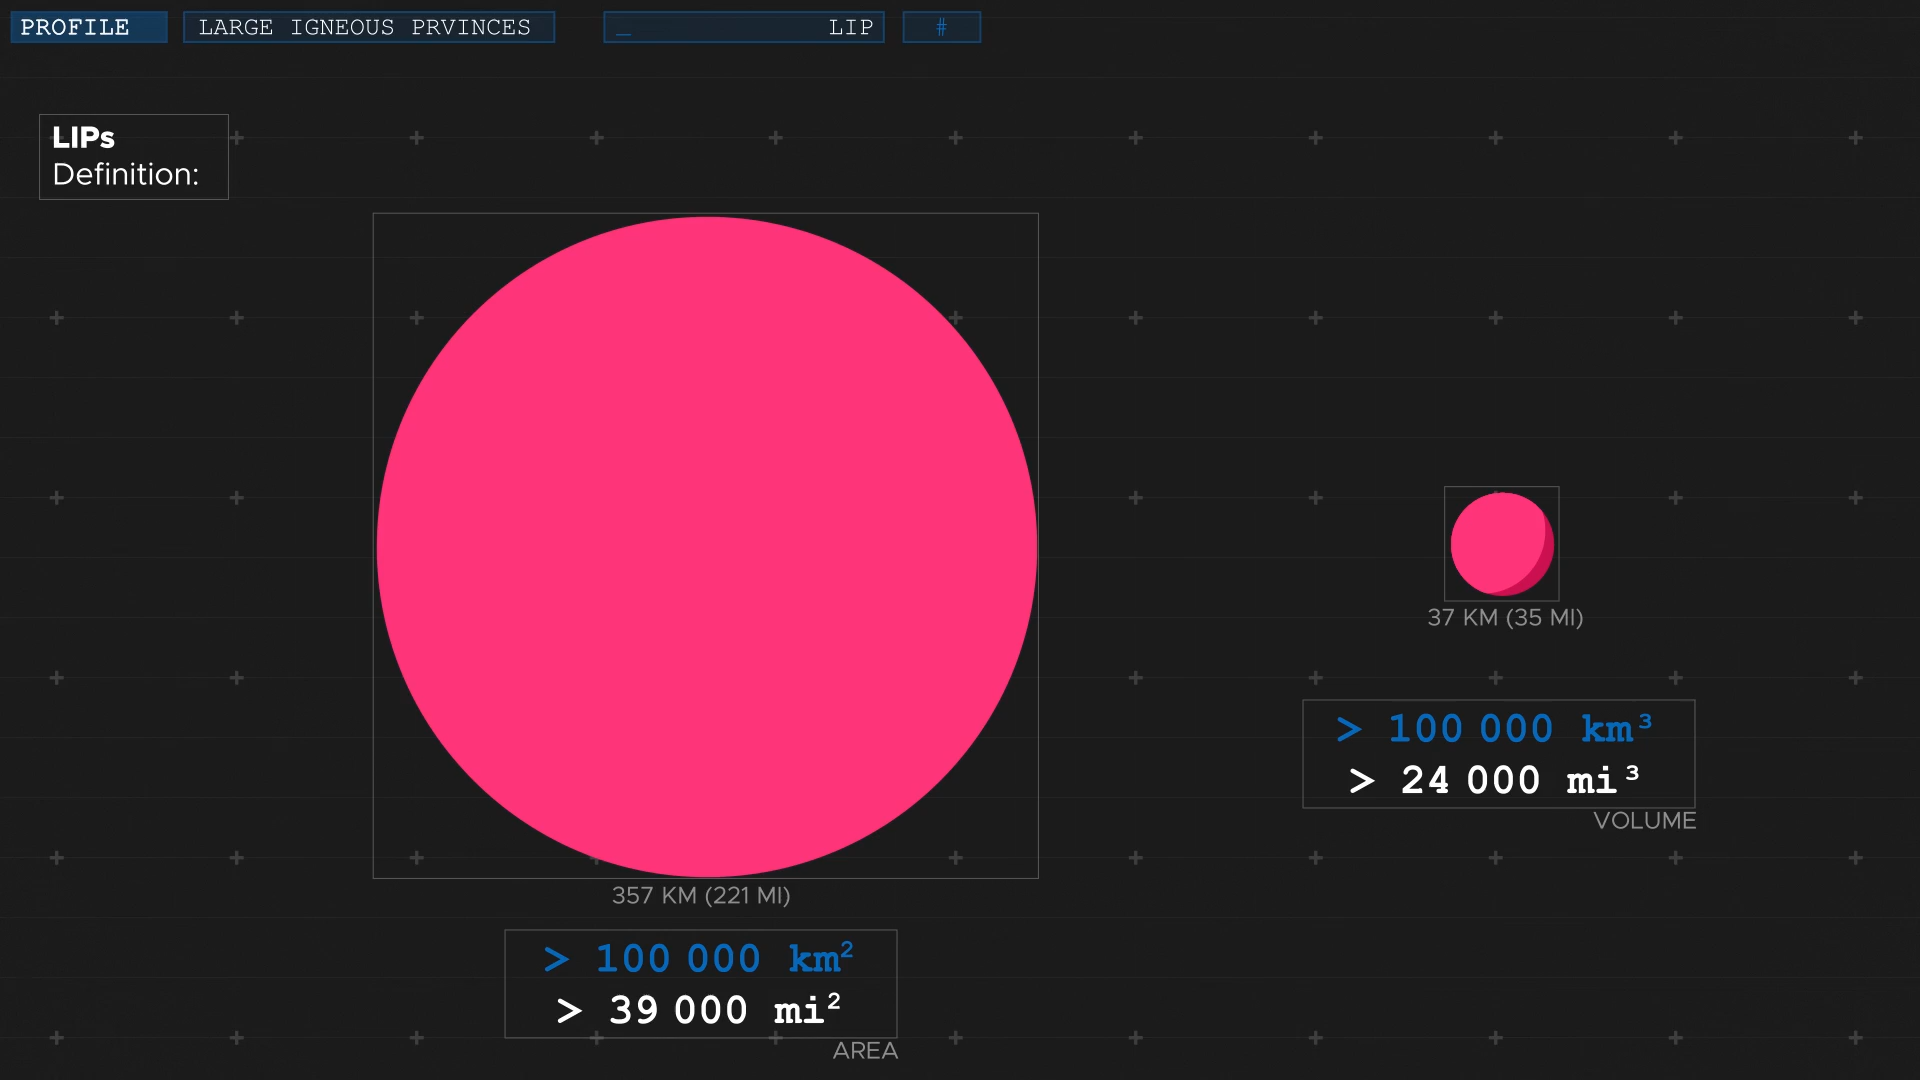 PROFILE
LARGE IGNEOUS PRVINCES
_ LIP
#
LIPs
Definition:
357 KM (221 MI)
> 100 000 km²
> 39 000 mi²
AREA
37 KM (35 MI)
> 100 000 km³
> 24 000 mi³
VOLUME